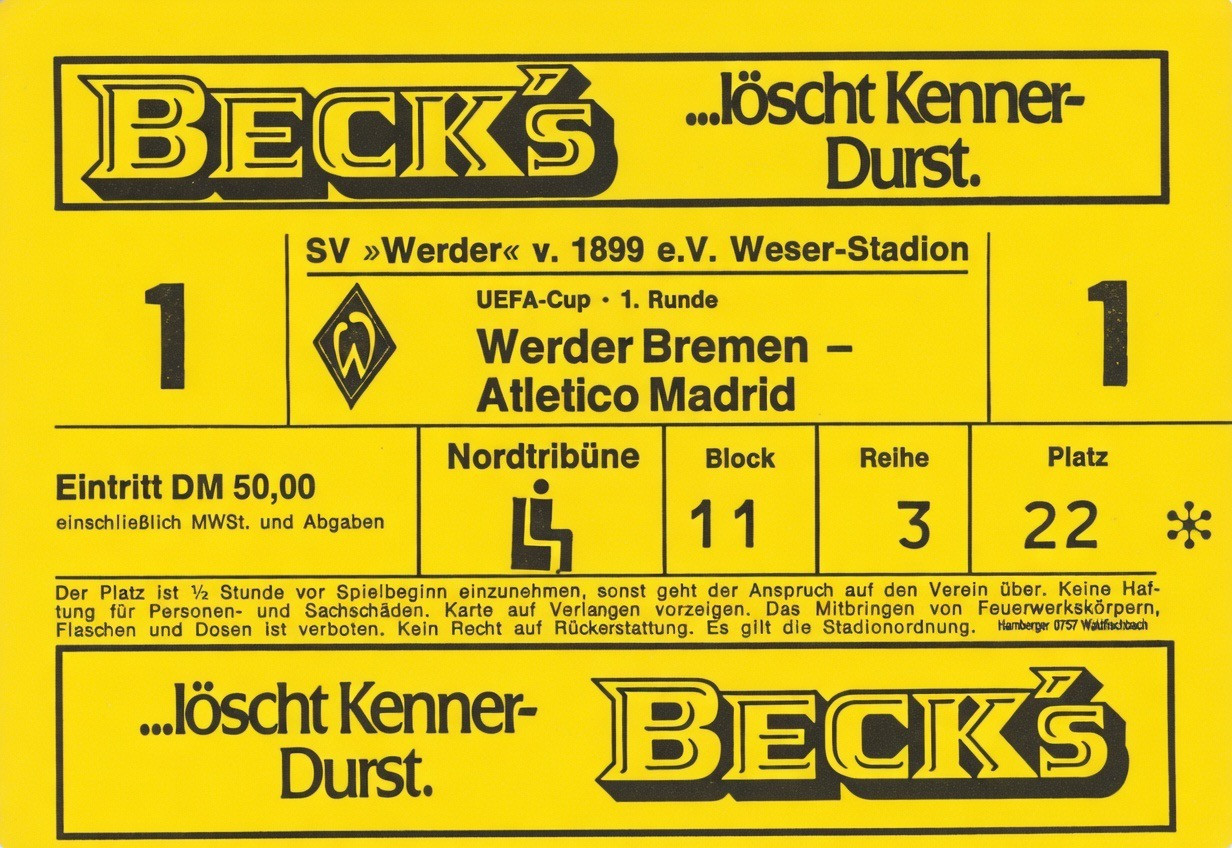 BECK'S
...löscht Kenner-
Durst.
SV »Werder« v. 1899 e.V. Weser-Stadion
1
UEFA-Cup · 1. Runde
Werder Bremen –
Atletico Madrid
1
Eintritt DM 50,00
einschließlich MWSt. und Abgaben
Nordtribüne
Block
11
Reihe
3
Platz
22
Der Platz ist ½ Stunde vor Spielbeginn einzunehmen, sonst geht der Anspruch auf den Verein über. Keine Haf-
tung für Personen- und Sachschäden. Karte auf Verlangen vorzeigen. Das Mitbringen von Feuerwerkskörpern,
Flaschen und Dosen ist verboten. Kein Recht auf Rückerstattung. Es gilt die Stadionordnung.
Hamberger
...löscht Kenner-
Durst.
BECK'S